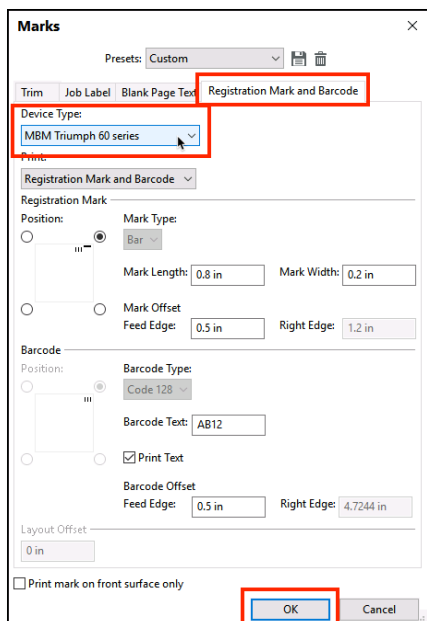 Marks
Presets: Custom
Trim Job Label Blank Page Text Registration Mark and Barcode
Device Type:
MBM Triumph 60 series
Print:
Registration Mark and Barcode
Registration Mark
Position: Mark Type:
Bar
Mark Length: 0.8 in Mark Width: 0.2 in
Mark Offset
Feed Edge: 0.5 in Right Edge: 1.2 in
Barcode
Position: Barcode Type:
Code 128
Barcode Text: AB12
Print Text
Barcode Offset
Feed Edge: 0.5 in Right Edge: 4.7244 in
Layout Offset
0 in
Print mark on front surface only
OK Cancel